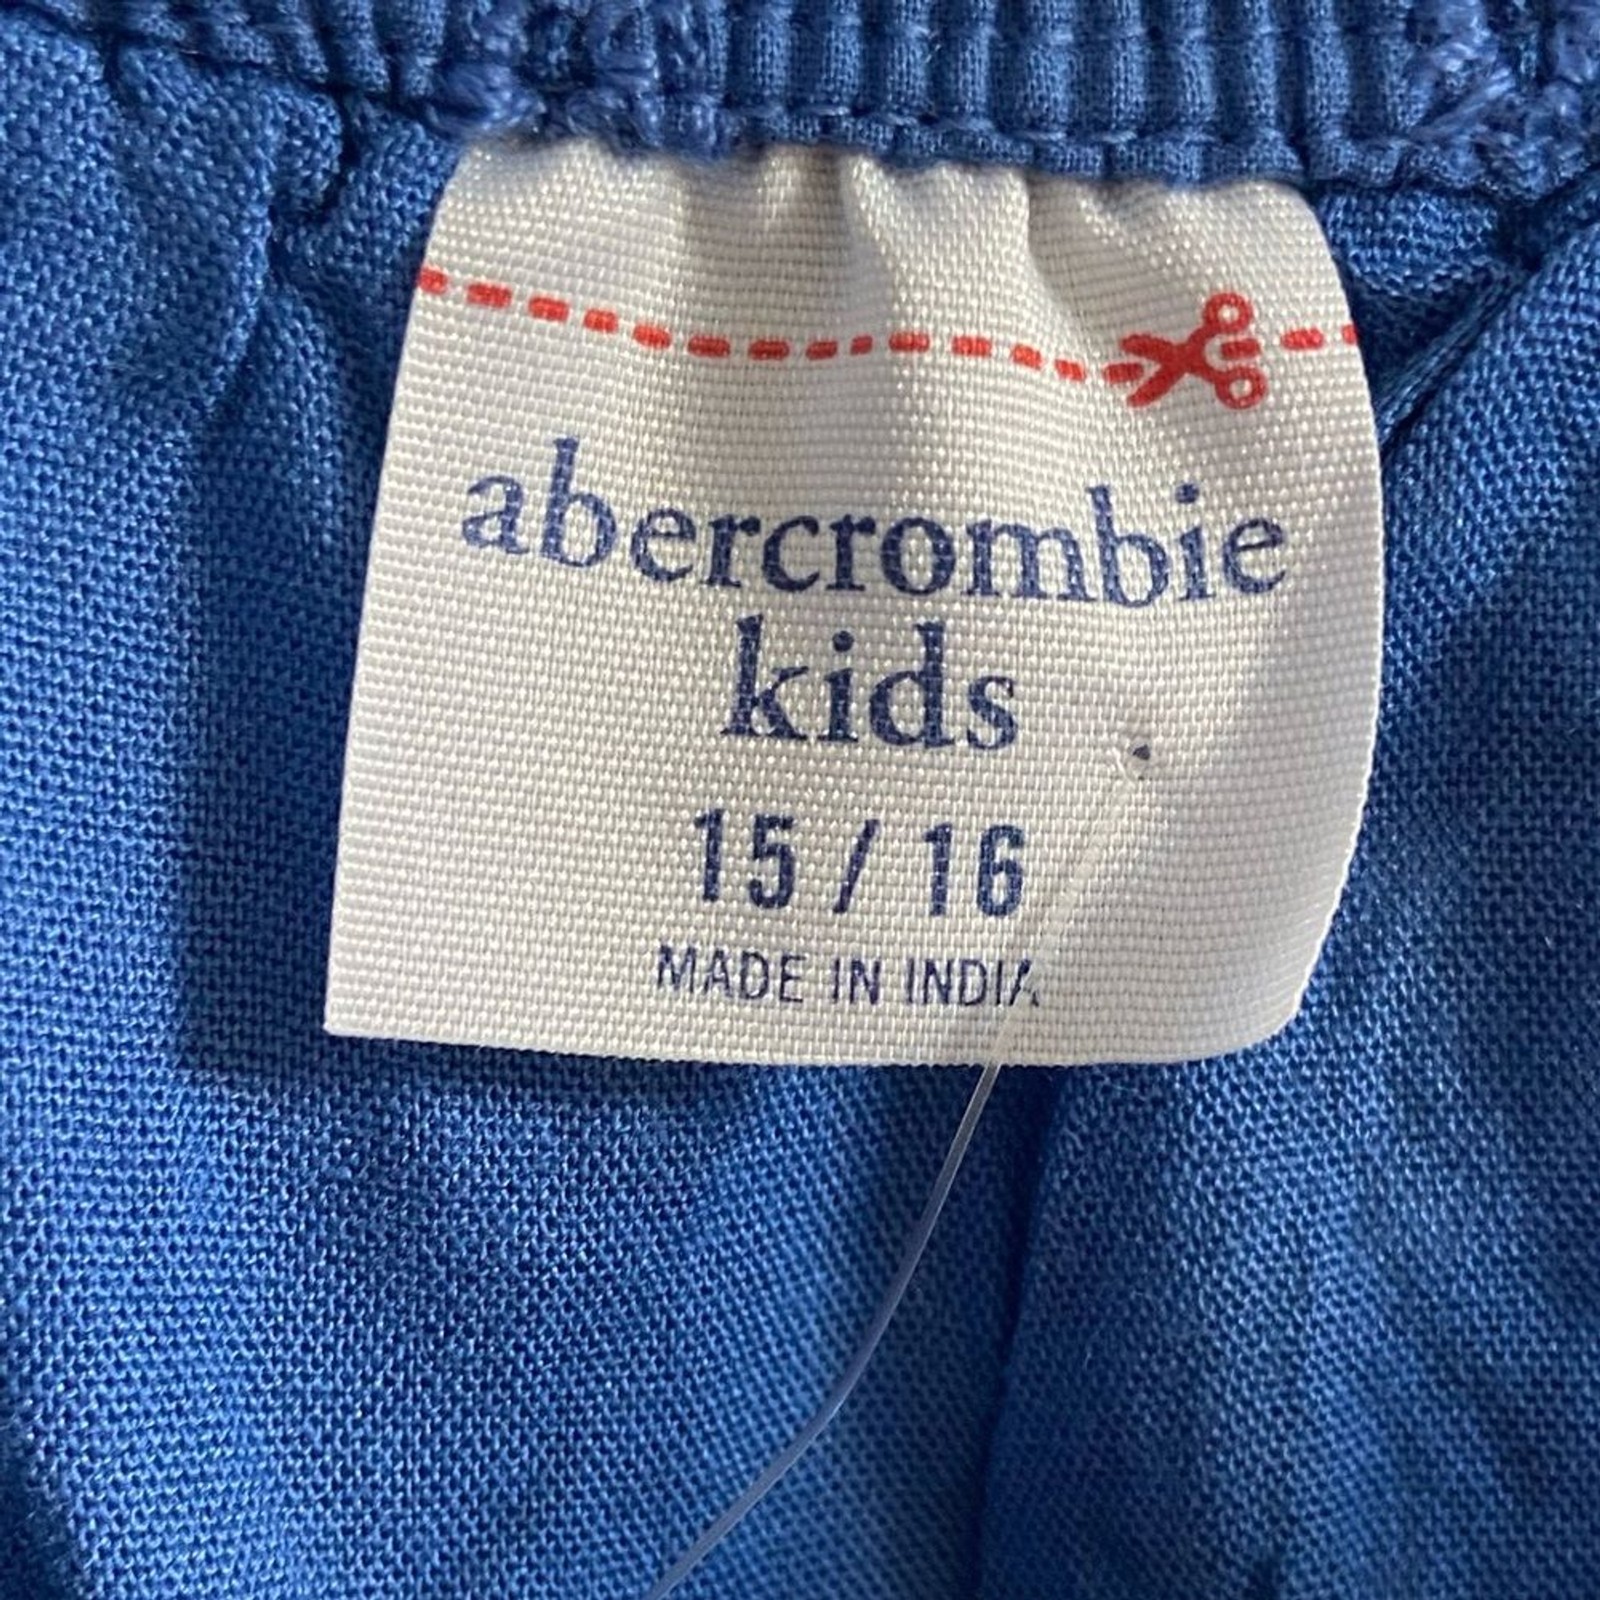 abercrombie
kids
15 / 16
MADE IN INDIA